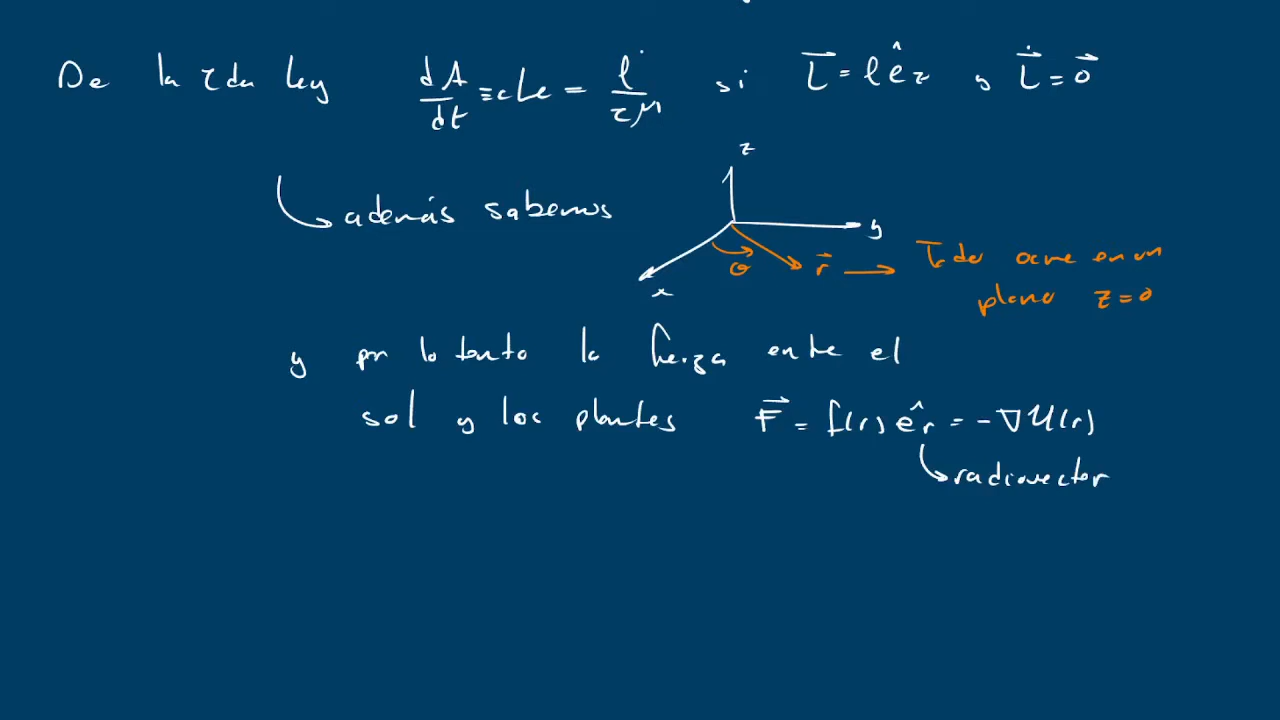 De la 2da ley dA/dt ≡ cte = l/2μ si L⃗ = l ê_z y L⃗̇ = 0⃗
z
además sabemos
y
θ r⃗ → Todo ocurre en un
plano z=0
x
y por lo tanto la fuerza entre el
sol y los plantes F⃗ = f(r) ê_r = -∇U(r)
radiovector